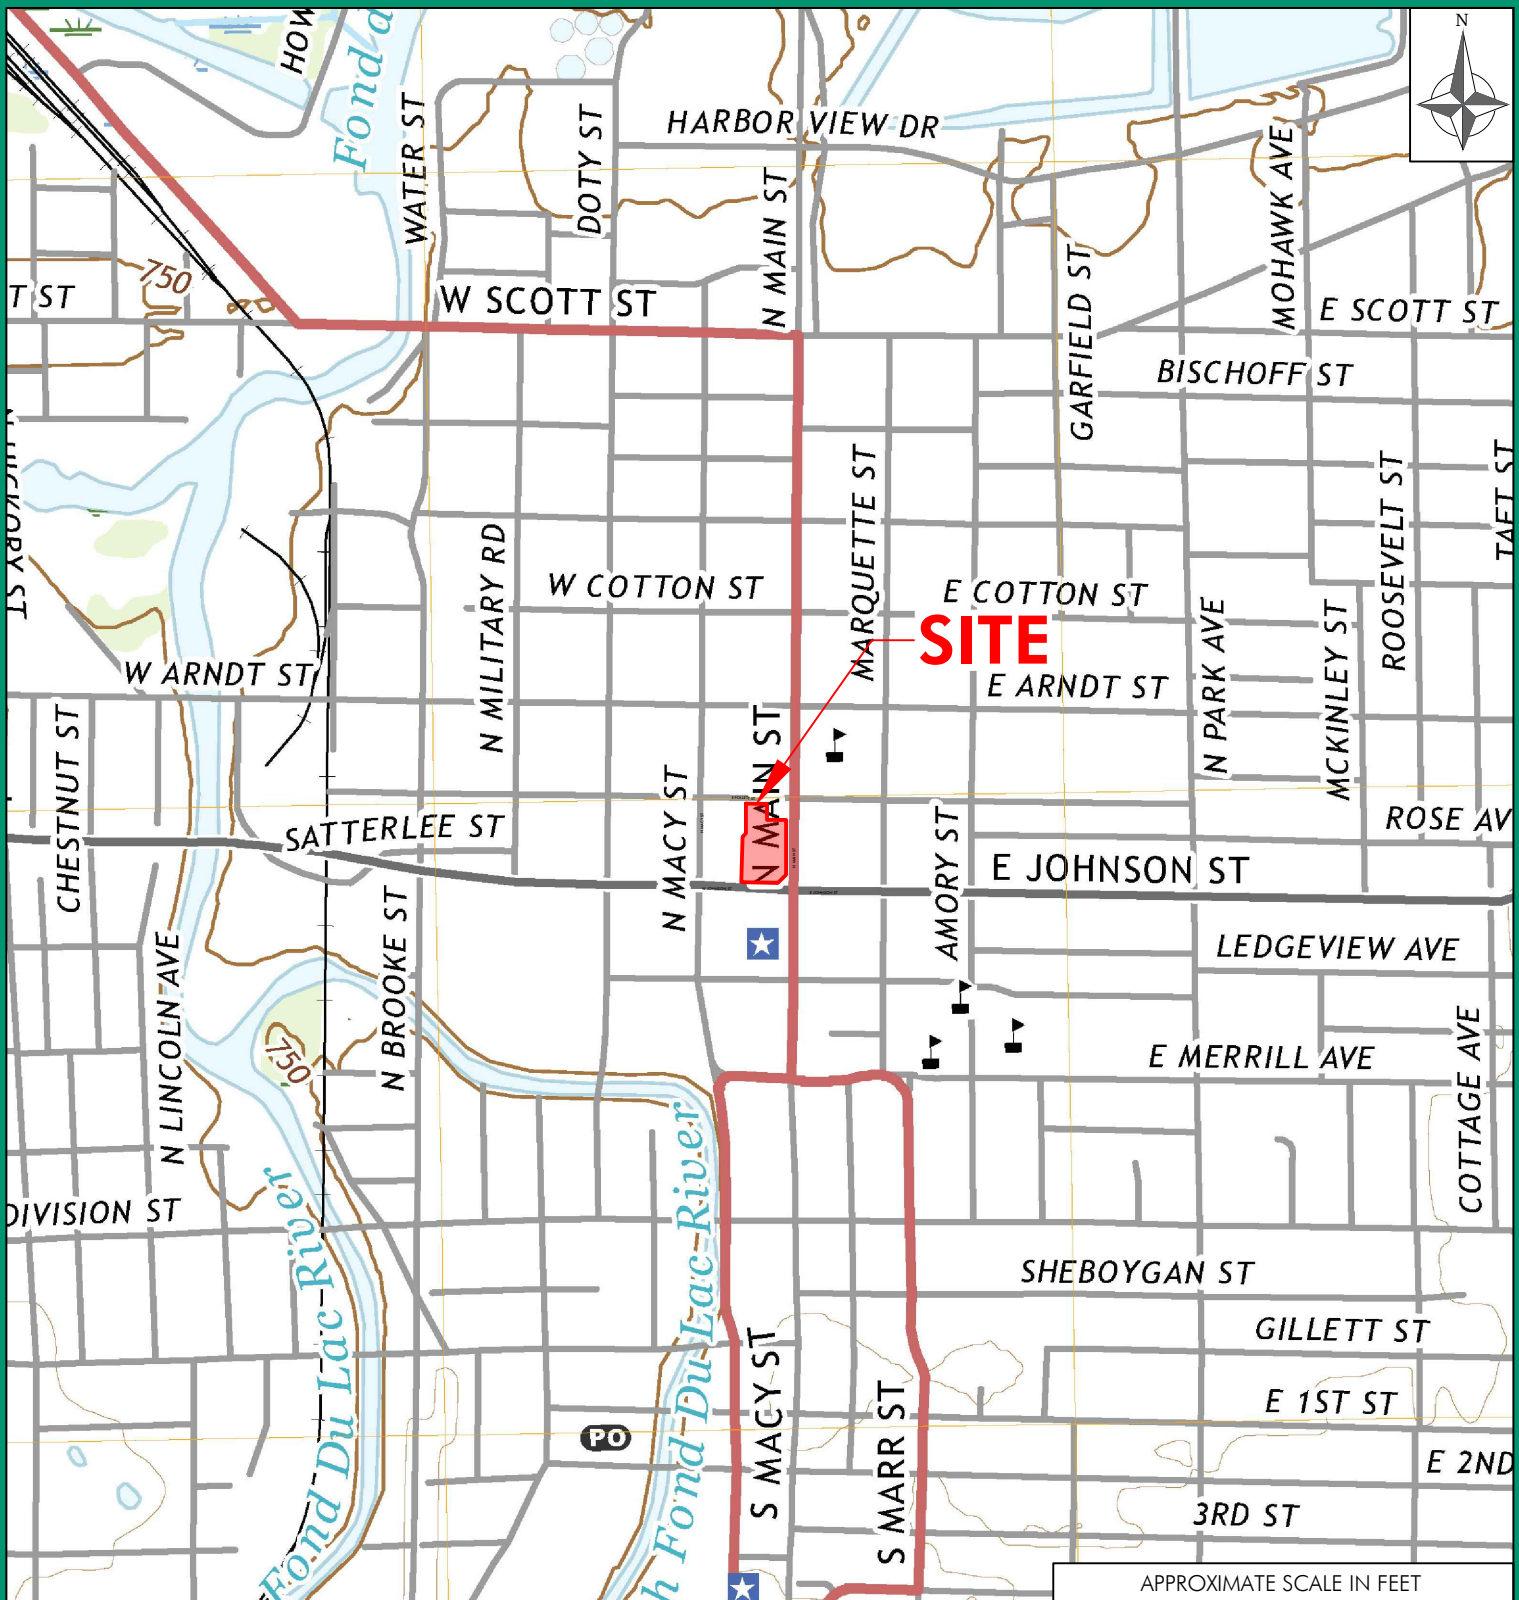 N
HOW
Fond d
WATER ST
DOTY ST
HARBOR VIEW DR
N MAIN ST
MOHAWK AVE
GARFIELD ST
750
T ST
W SCOTT ST
E SCOTT ST
BISCHOFF ST
HICKORY ST
N MILITARY RD
MARQUETTE ST
ROOSEVELT ST
TAFT ST
W COTTON ST
E COTTON ST
SITE
N PARK AVE
MCKINLEY ST
W ARNDT ST
E ARNDT ST
CHESTNUT ST
N MAIN ST
N MACY ST
SATTERLEE ST
AMORY ST
ROSE AV
E JOHNSON ST
N BROOKE ST
N LINCOLN AVE
LEDGEVIEW AVE
COTTAGE AVE
750
E MERRILL AVE
DIVISION ST
Fond Du Lac River
h Fond Du Lac River
SHEBOYGAN ST
GILLETT ST
S MACY ST
S MARR ST
E 1ST ST
PO
E 2ND
3RD ST
APPROXIMATE SCALE IN FEET